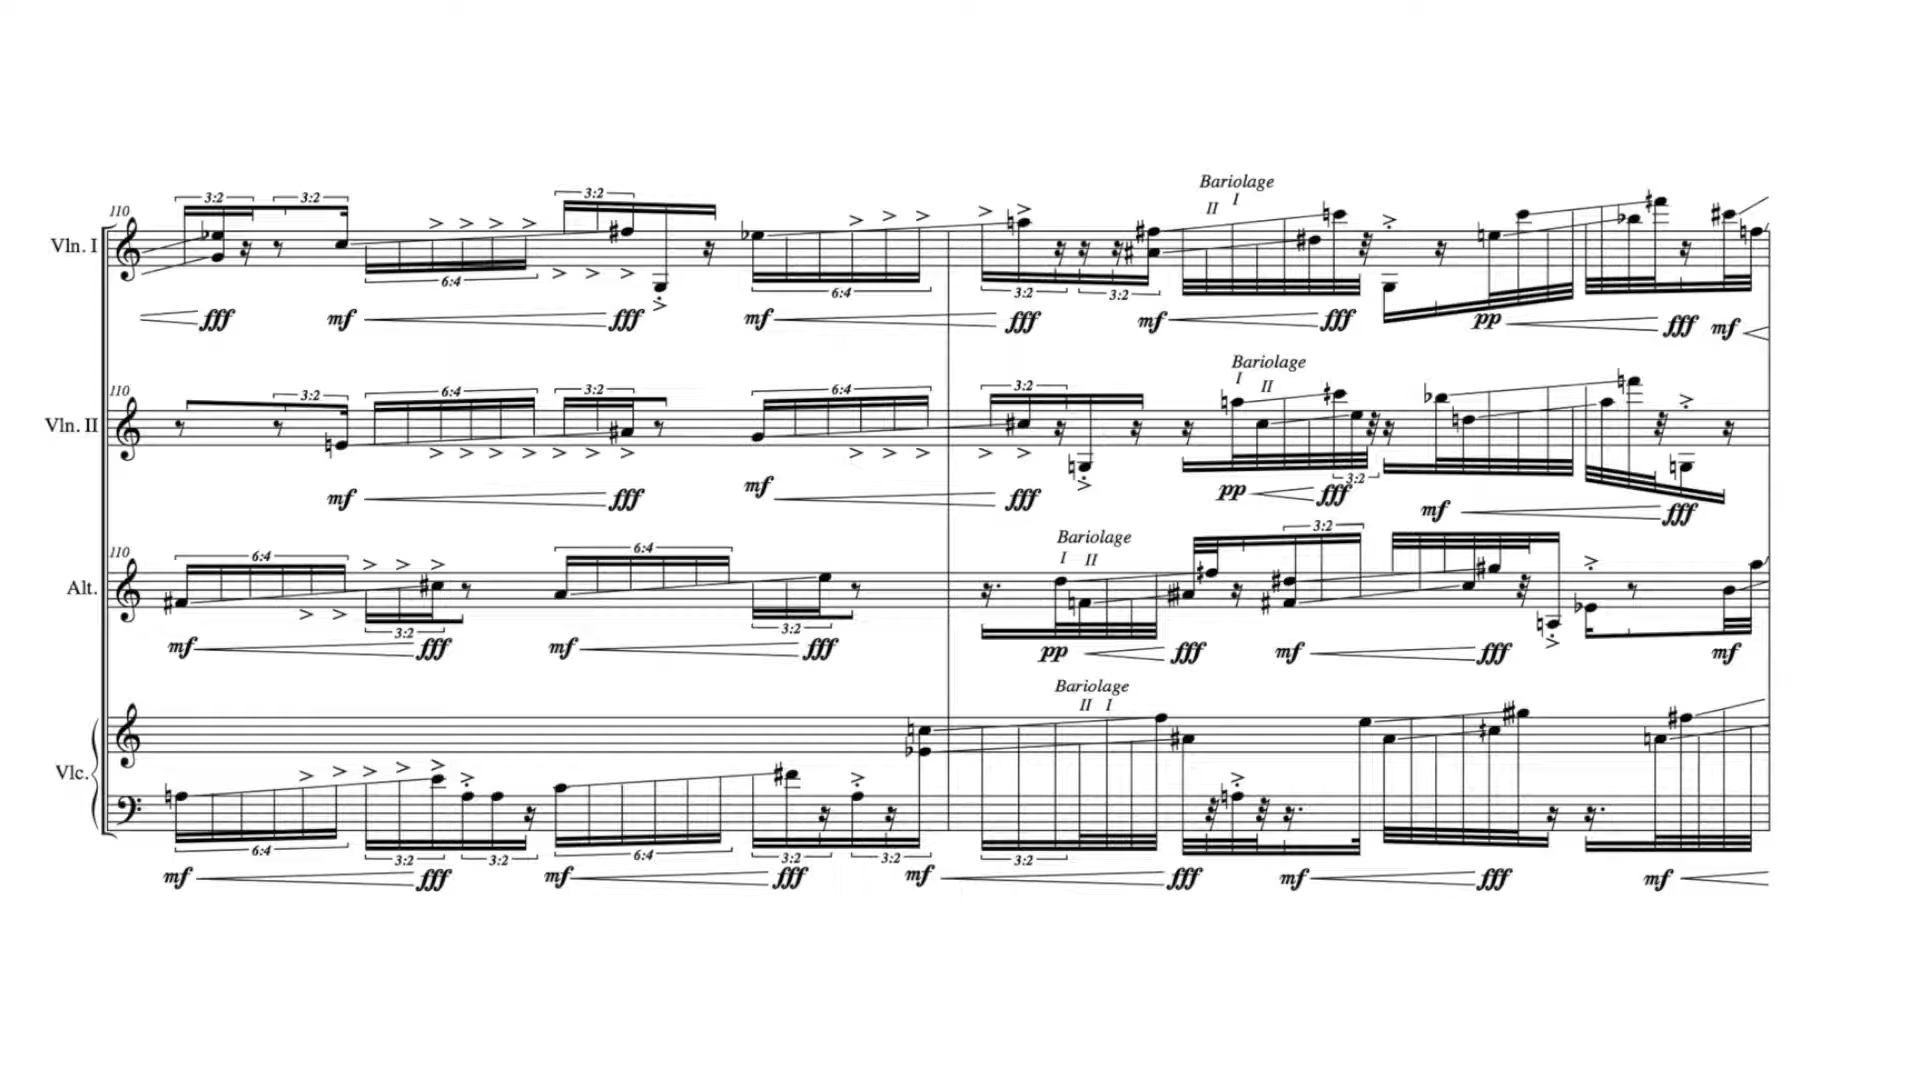 3:2 3:2 3:2 Bariolage
II I
110
Vln. I
6:4 6:4 3:2 3:2
fff mf fff mf fff mf fff pp fff mf
Bariolage
I II
110 3:2 6:4 3:2 6:4 3:2
Vln. II
3:2
mf fff mf fff pp fff mf fff
Bariolage
I II
110 6:4 6:4 3:2
Alt.
3:2 3:2
mf fff mf fff pp fff mf fff mf
Bariolage
II I
Vlc.
6:4 3:2 3:2 6:4 3:2 3:2 3:2
mf fff mf fff mf fff mf fff mf